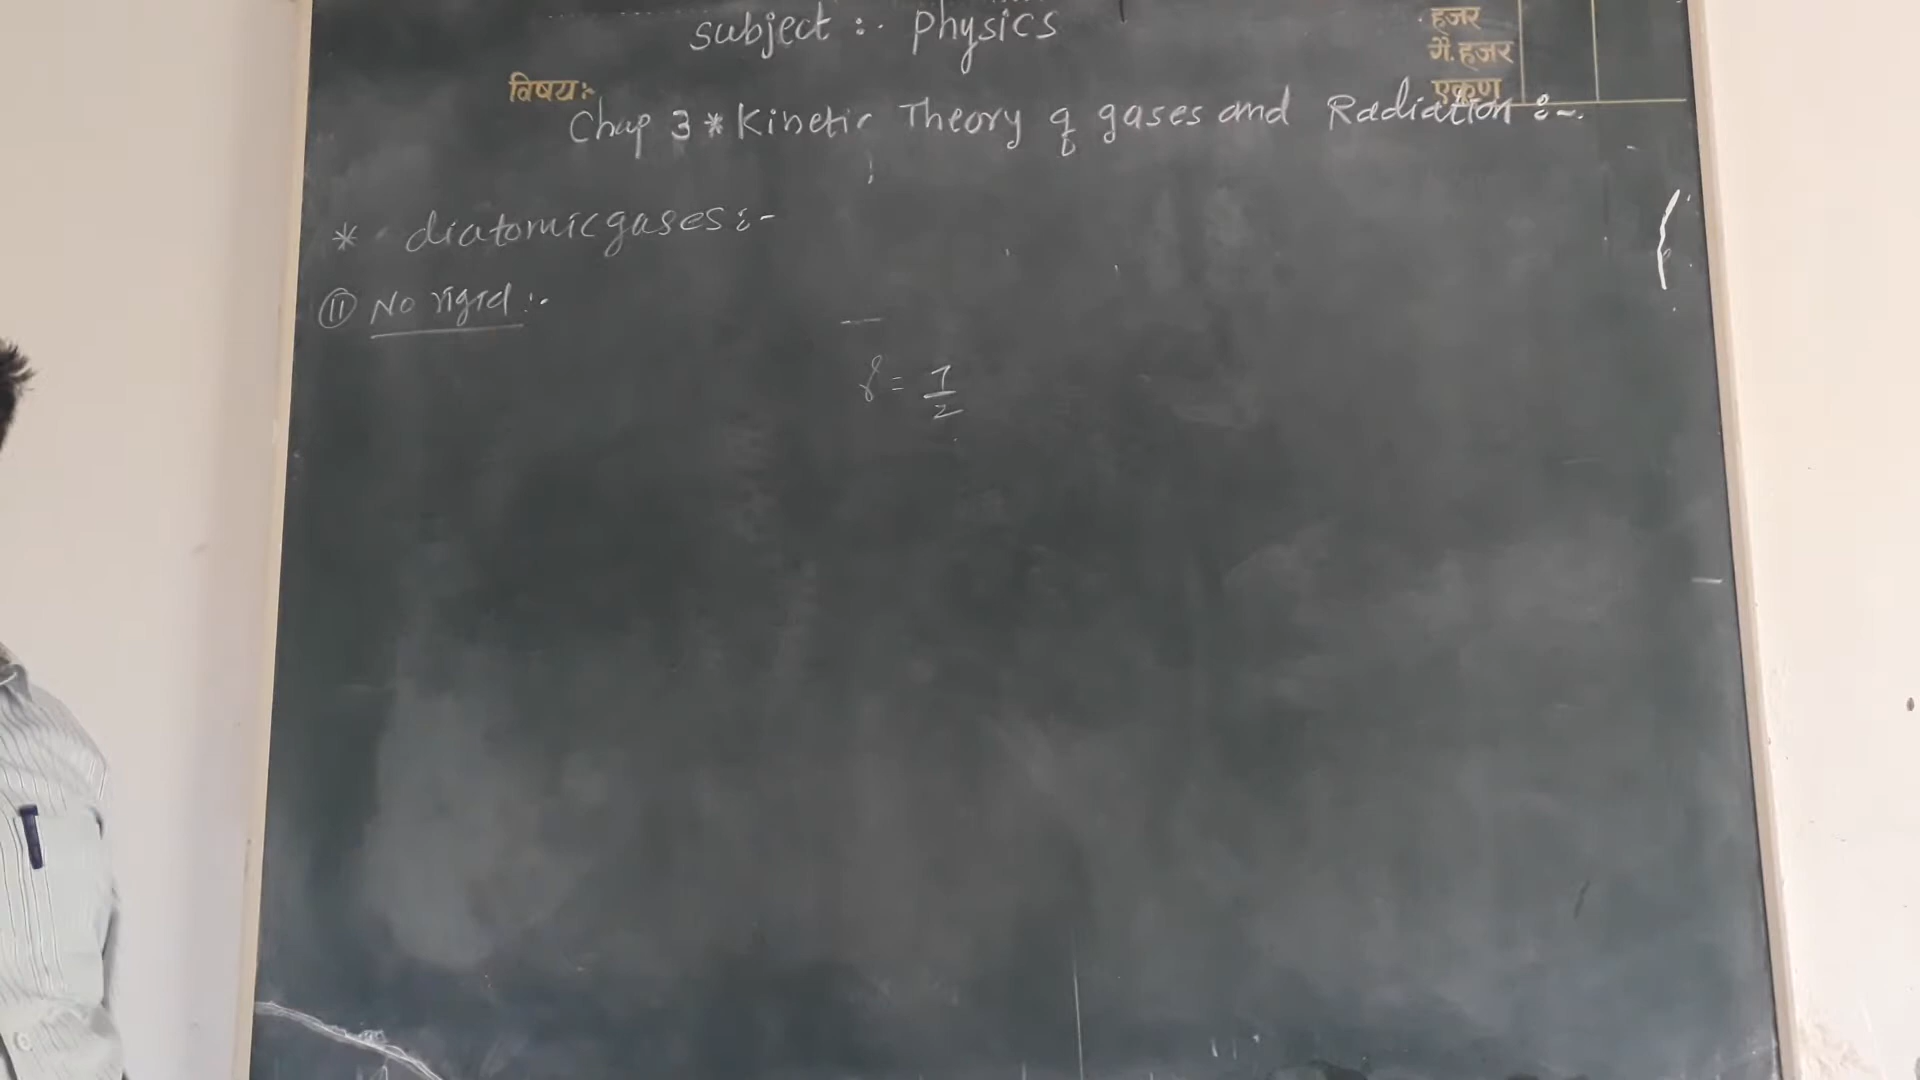 subject :- physics
हजर
गै. हजर
एकूण
विषय:-
Chap 3 * Kinetic Theory of gases and Radiation :-
* diatomic gases :-
(II) No rigid :-
γ = 7/2